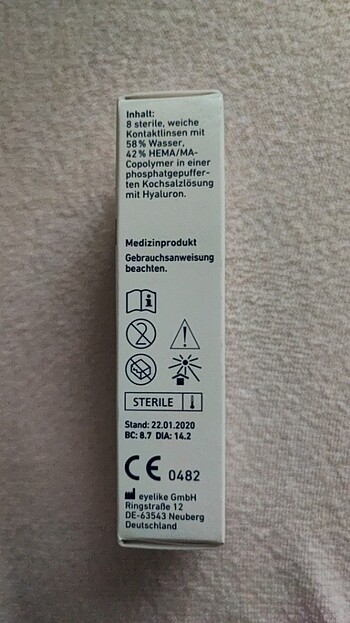 Inhalt:
8 sterile, weiche
Kontaktlinsen mit
58% Wasser,
42% HEMA/MA-
Copolymer in einer
phosphatgepuffer-
ten Kochsalzlösung
mit Hyaluron.
Medizinprodukt
Gebrauchsanweisung
beachten.
STERILE
Stand: 22.01.2020
BC: 8.7 DIA: 14.2
CE 0482
eyelike GmbH
Ringstraße 12
DE-63543 Neuberg
Deutschland